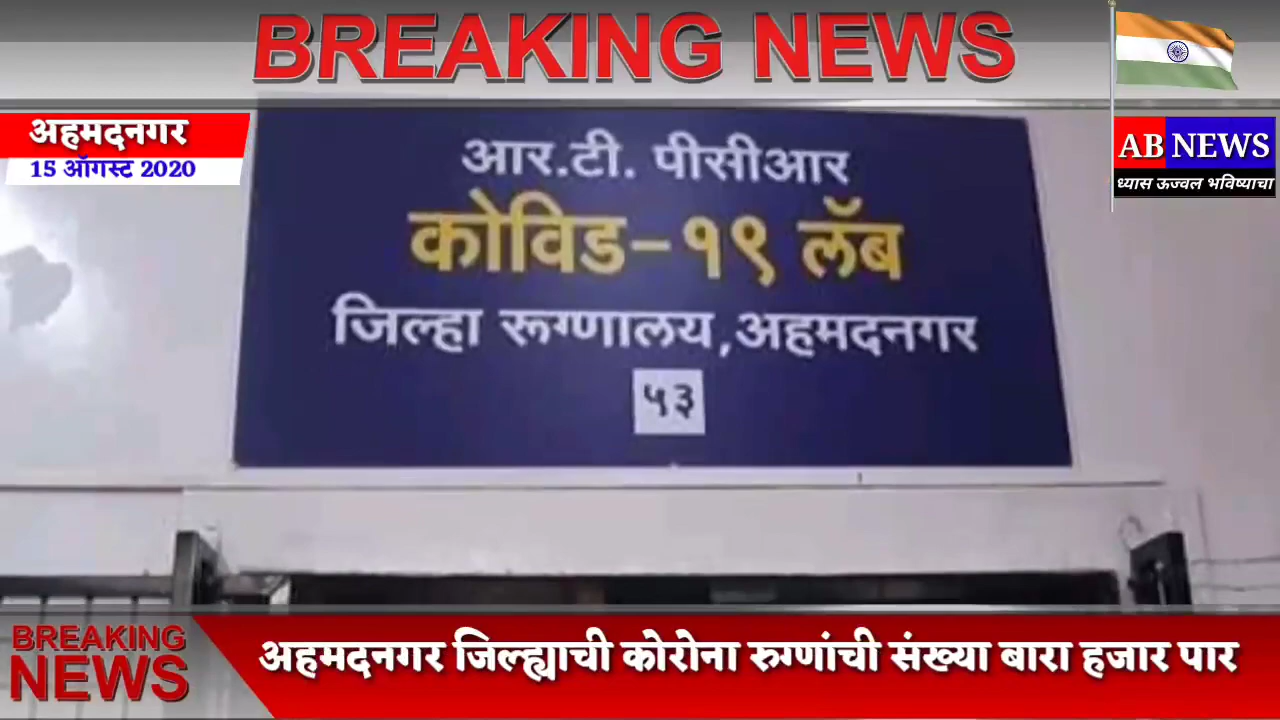 BREAKING NEWS
अहमदनगर
15 ऑगस्ट 2020
AB NEWS
ध्यास ऊज्वल भविष्याचा
आर.टी. पीसीआर
कोविड-१९ लॅब
जिल्हा रूग्णालय,अहमदनगर
५३
BREAKING
NEWS
अहमदनगर जिल्ह्याची कोरोना रुग्णांची संख्या बारा हजार पार